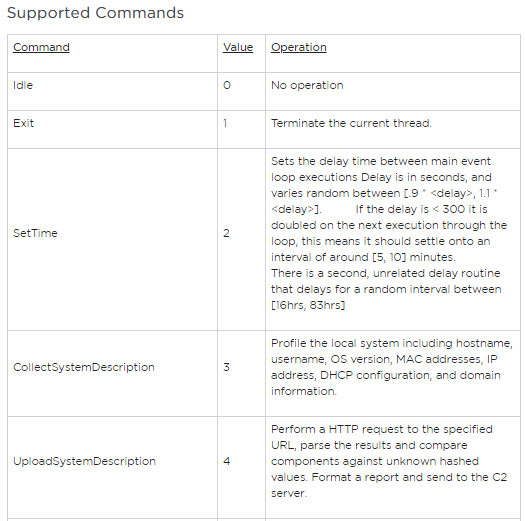 Supported Commands
Command Value Operation
Idle 0 No operation
Exit 1 Terminate the current thread.
Sets the delay time between main event
loop executions Delay is in seconds, and
varies random between [.9 * <delay>, 1.1 *
<delay>]. If the delay is < 300 it is
doubled on the next execution through the
SetTime 2 loop, this means it should settle onto an
interval of around [5, 10] minutes.
There is a second, unrelated delay routine
that delays for a random interval between
[16hrs, 83hrs]
Profile the local system including hostname,
username, OS version, MAC addresses, IP
CollectSystemDescription 3 address, DHCP configuration, and domain
information.
Perform a HTTP request to the specified
URL, parse the results and compare
UploadSystemDescription 4 components against unknown hashed
values. Format a report and send to the C2
server.